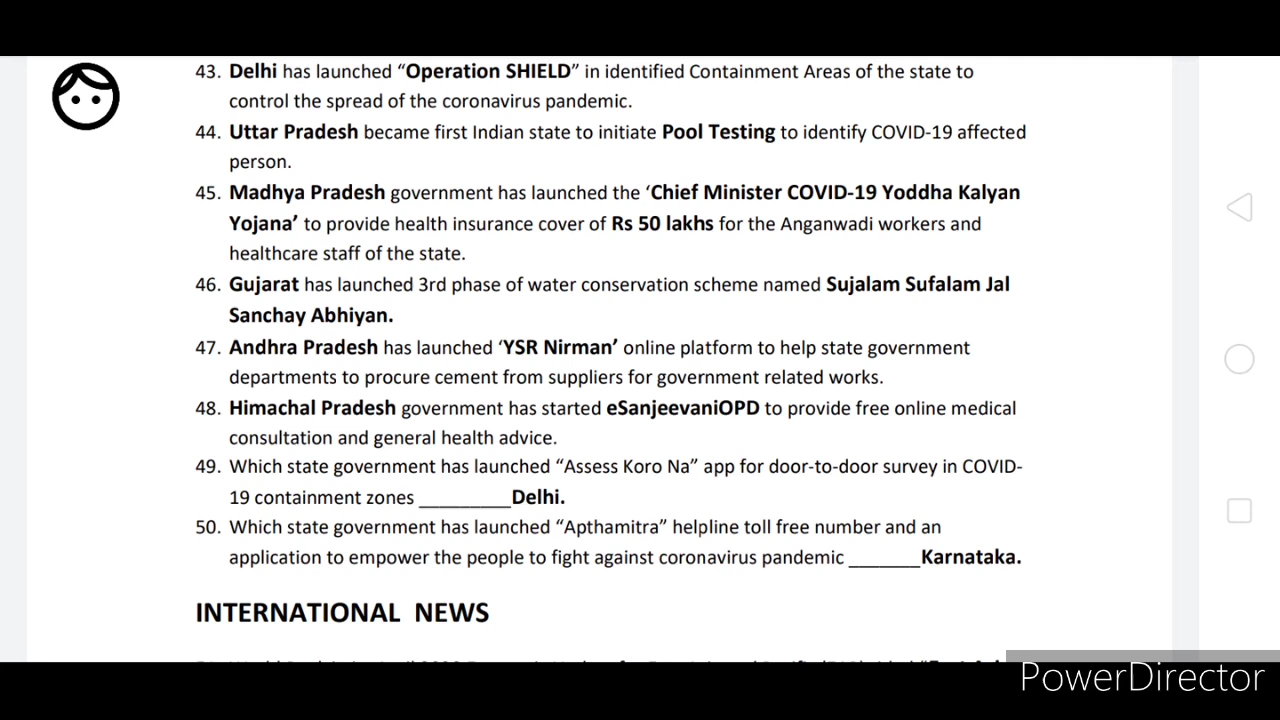 43. Delhi has launched “Operation SHIELD” in identified Containment Areas of the state to
control the spread of the coronavirus pandemic.
44. Uttar Pradesh became first Indian state to initiate Pool Testing to identify COVID-19 affected
person.
45. Madhya Pradesh government has launched the ‘Chief Minister COVID-19 Yoddha Kalyan
Yojana’ to provide health insurance cover of Rs 50 lakhs for the Anganwadi workers and
healthcare staff of the state.
46. Gujarat has launched 3rd phase of water conservation scheme named Sujalam Sufalam Jal
Sanchay Abhiyan.
47. Andhra Pradesh has launched ‘YSR Nirman’ online platform to help state government
departments to procure cement from suppliers for government related works.
48. Himachal Pradesh government has started eSanjeevaniOPD to provide free online medical
consultation and general health advice.
49. Which state government has launched “Assess Koro Na” app for door-to-door survey in COVID-
19 containment zones _________Delhi.
50. Which state government has launched “Apthamitra” helpline toll free number and an
application to empower the people to fight against coronavirus pandemic _______Karnataka.
INTERNATIONAL NEWS
PowerDirector